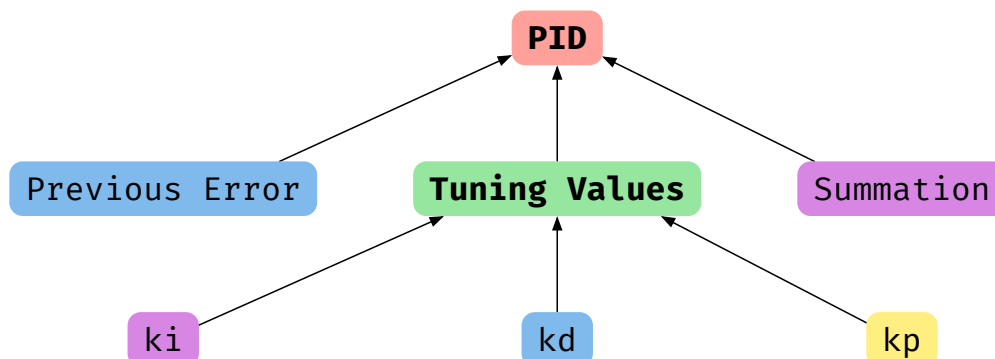 PID
Previous Error
Tuning Values
Summation
ki
kd
kp